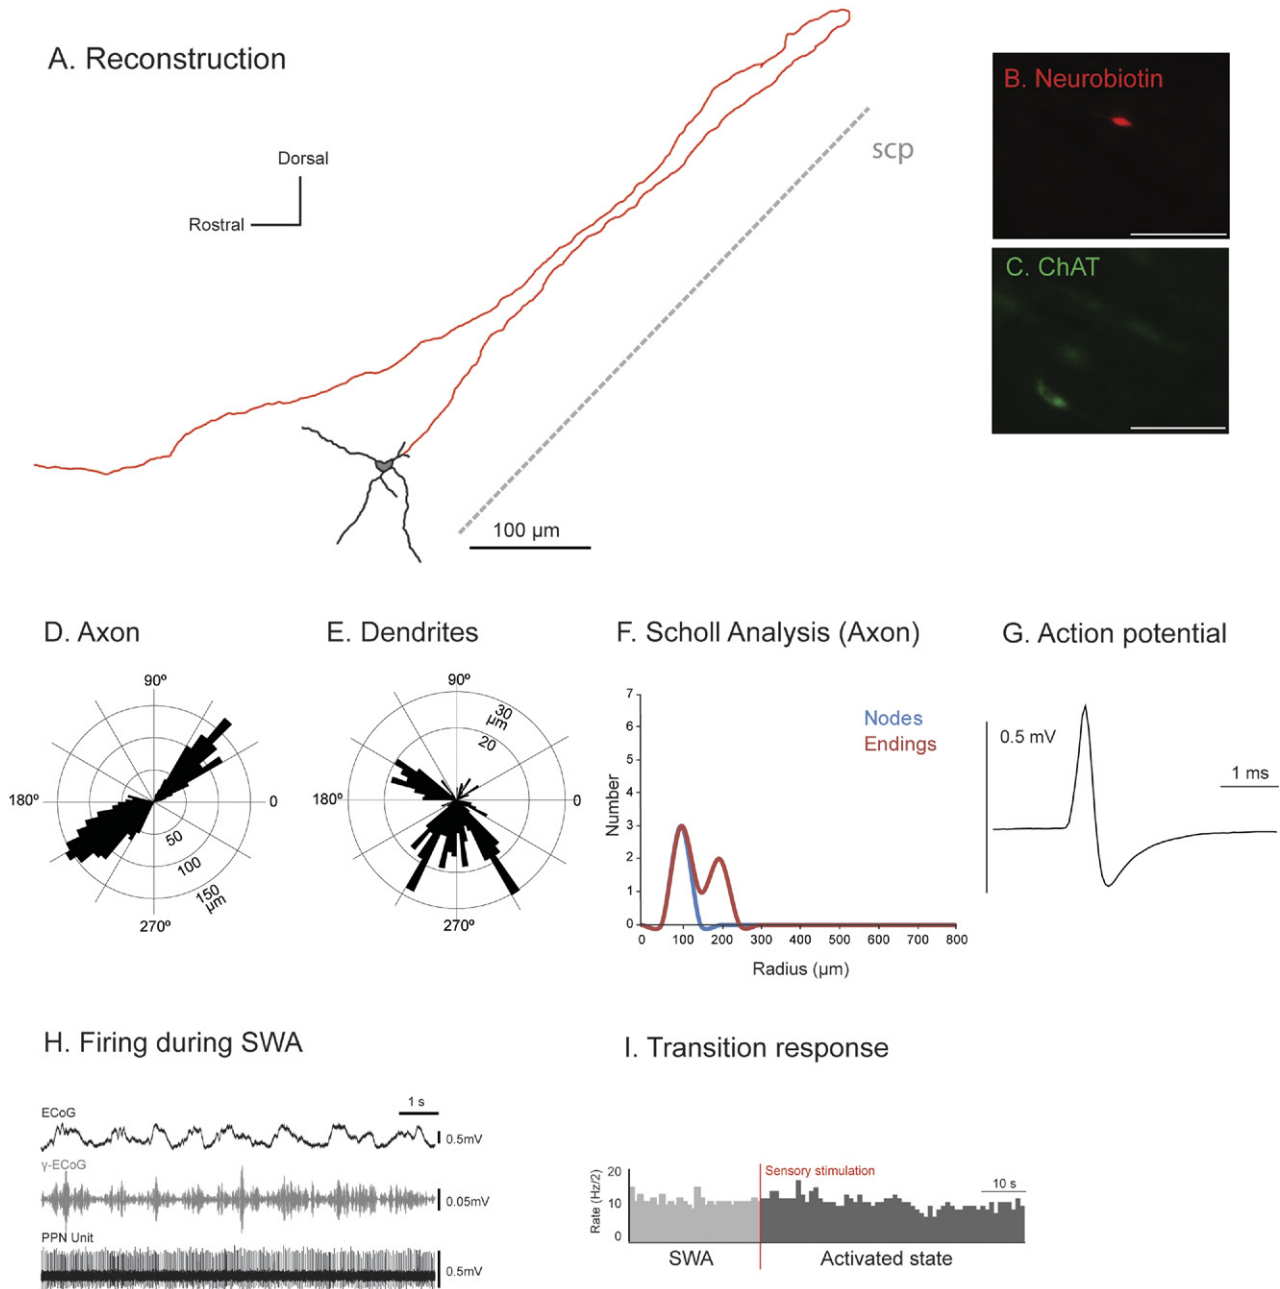 A. Reconstruction
Dorsal
Rostral
scp
100 µm
B. Neurobiotin
C. ChAT
D. Axon
90º
180º
0
270º
50
100
150
µm
E. Dendrites
90º
180º
0
270º
30
µm
20
F. Scholl Analysis (Axon)
Nodes
Endings
Number
7
6
5
4
3
2
1
0
0 100 200 300 400 500 600 700 800
Radius (µm)
G. Action potential
0.5 mV
1 ms
H. Firing during SWA
1 s
ECoG
0.5mV
γ-ECoG
0.05mV
PPN Unit
0.5mV
I. Transition response
Sensory stimulation
10 s
Rate (Hz/2)
20
10
0
SWA
Activated state